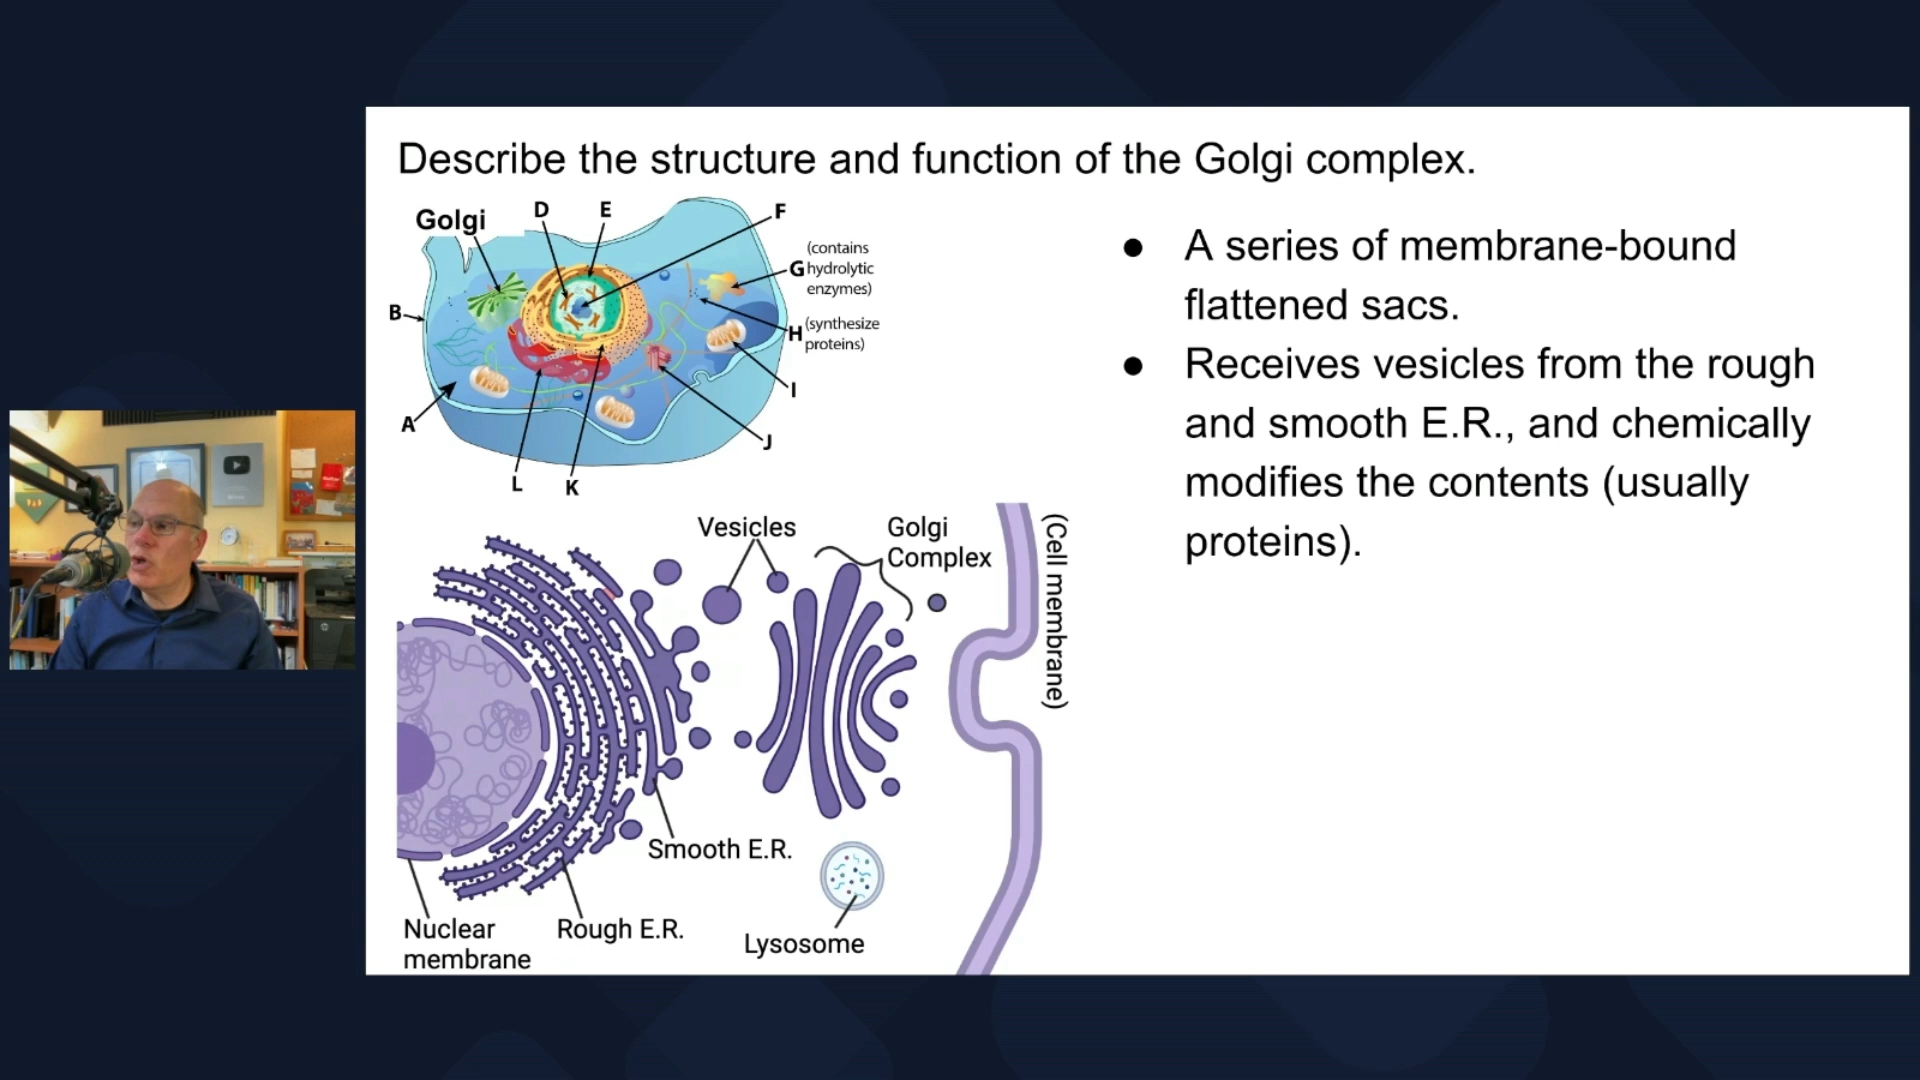 Describe the structure and function of the Golgi complex.
Golgi
D
E
F
(contains
G hydrolytic
enzymes)
B
H (synthesize
proteins)
I
A
J
L
K
● A series of membrane-bound
flattened sacs.
● Receives vesicles from the rough
and smooth E.R., and chemically
modifies the contents (usually
proteins).
Vesicles
Golgi
Complex
(Cell membrane)
Smooth E.R.
Nuclear
membrane
Rough E.R.
Lysosome